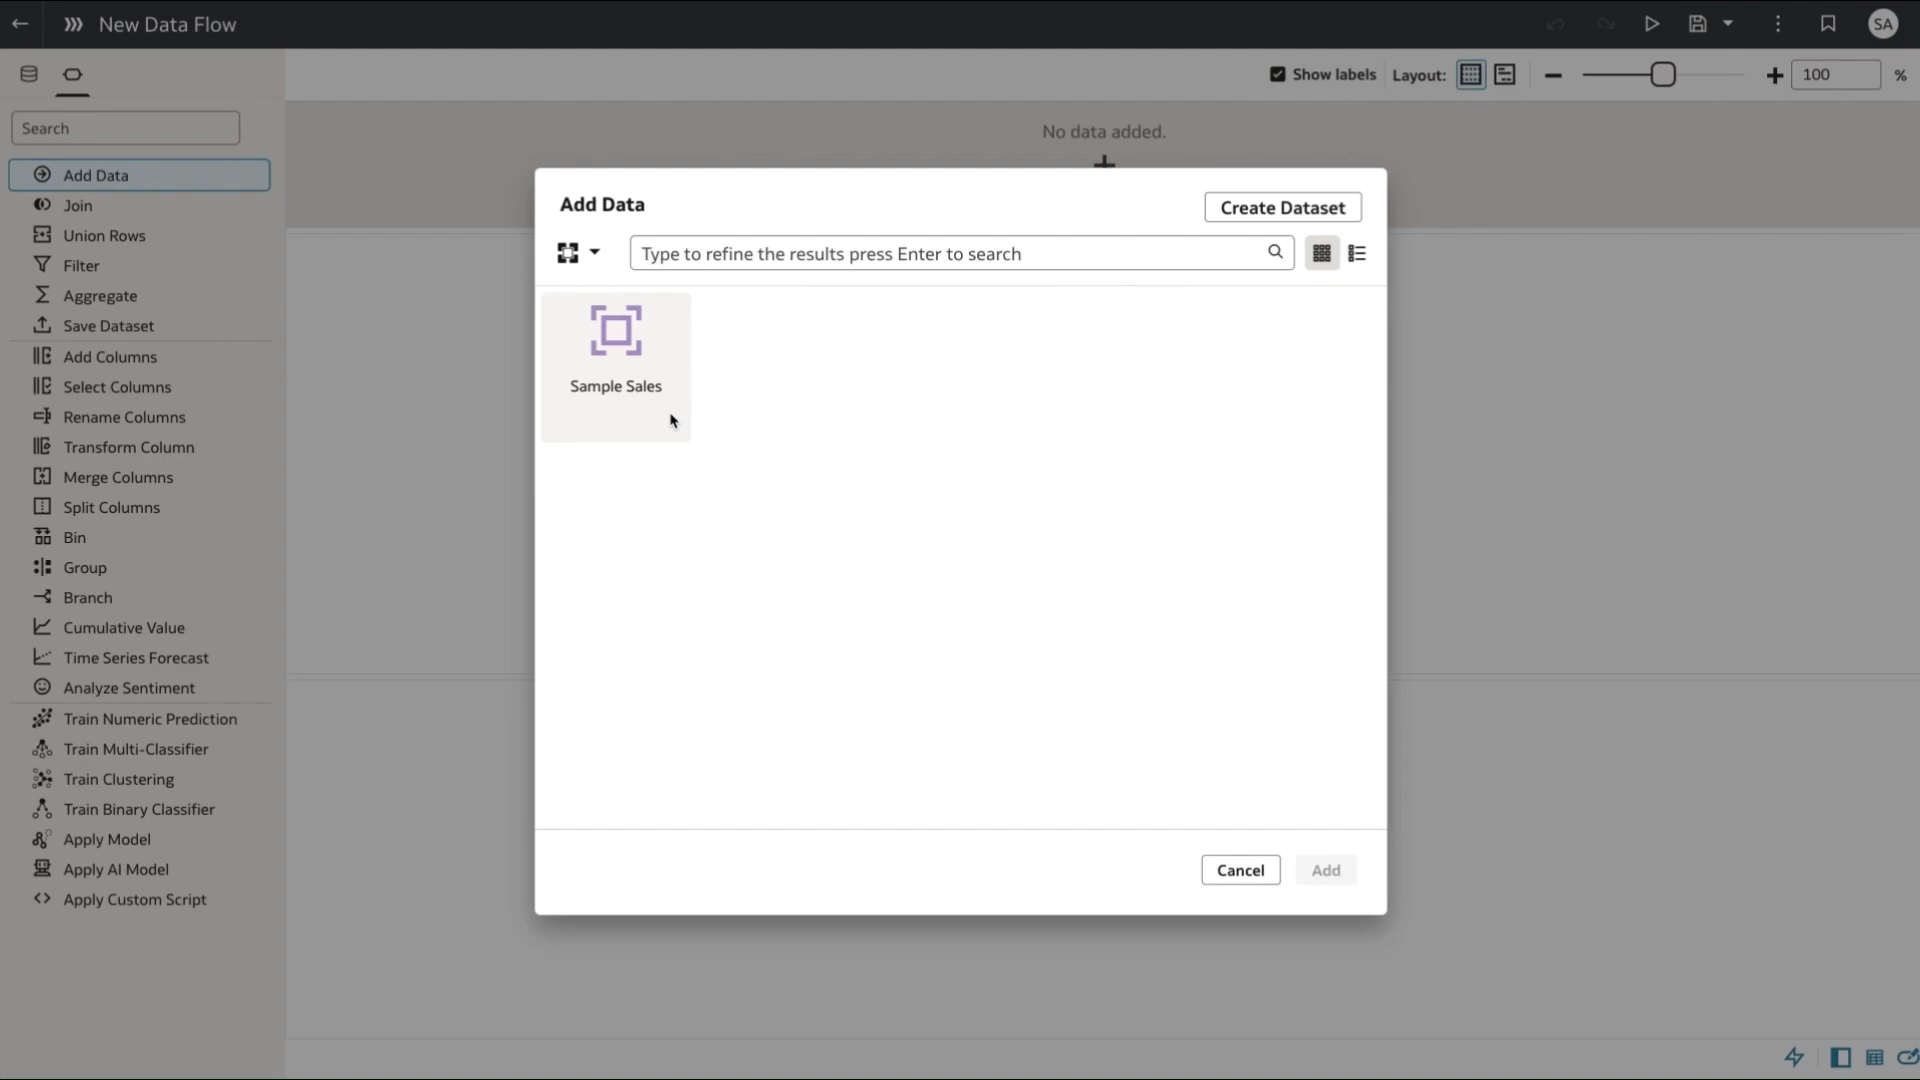 New Data Flow
SA
Show labels
Layout:
100
%
Search
Add Data
Join
Union Rows
Filter
Aggregate
Save Dataset
Add Columns
Select Columns
Rename Columns
Transform Column
Merge Columns
Split Columns
Bin
Group
Branch
Cumulative Value
Time Series Forecast
Analyze Sentiment
Train Numeric Prediction
Train Multi-Classifier
Train Clustering
Train Binary Classifier
Apply Model
Apply AI Model
Apply Custom Script
No data added.
Add Data
Create Dataset
Type to refine the results press Enter to search
Sample Sales
Cancel
Add